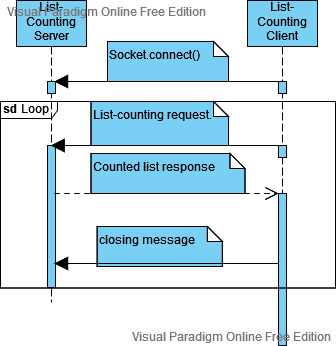 List-
Counting
Server
List-
Counting
Client
Visual Paradigm Online Free Edition
Socket.connect()
sd Loop
List-counting request.
Counted list response
closing message
Visual Paradigm Online Free Edition